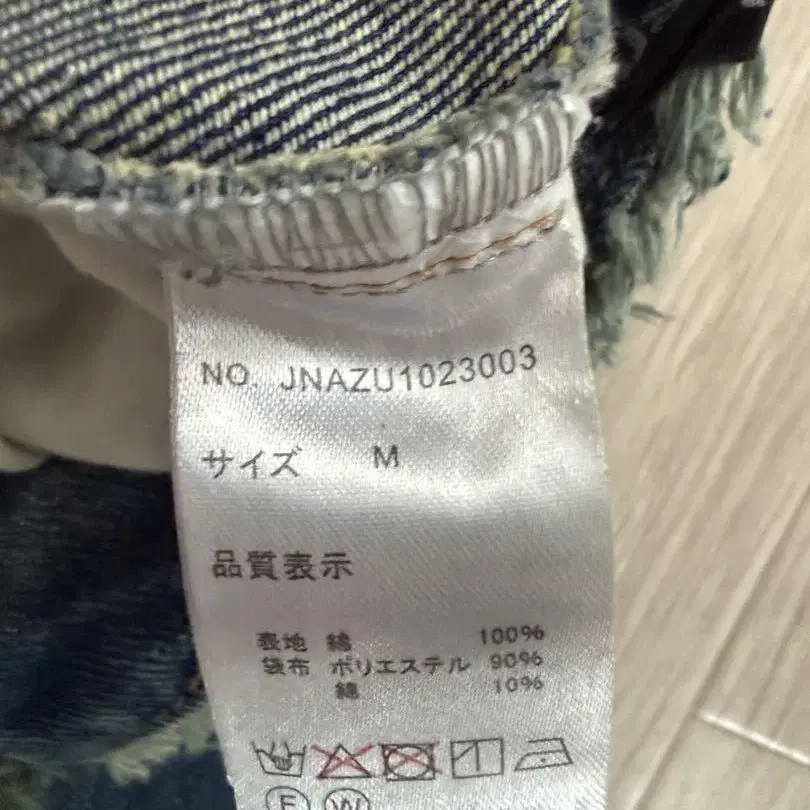 NO. JNAZU1023003
サイズ M
品質表示
表地 綿 100%
袋布 ポリエステル 90%
綿 10%
F W